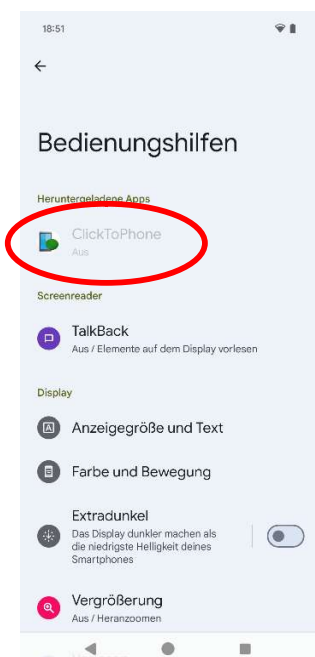 18:51
Bedienungshilfen
Heruntergeladene Apps
ClickToPhone
Aus
Screenreader
TalkBack
Aus / Elemente auf dem Display vorlesen
Display
Anzeigegröße und Text
Farbe und Bewegung
Extradunkel
Das Display dunkler machen als
die niedrigste Helligkeit deines
Smartphones
Vergrößerung
Aus / Heranzoomen